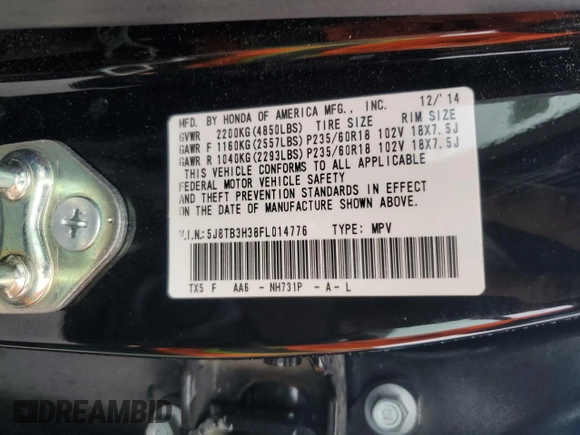 MFD. BY HONDA OF AMERICA MFG., INC. 12/'14
GVWR 2200KG(4850LBS) TIRE SIZE RIM SIZE
GAWR F 1160KG(2557LBS)P235/60R18 102V 18X7.5J
GAWR R 1040KG(2293LBS)P235/60R18 102V 18X7.5J
THIS VEHICLE CONFORMS TO ALL APPLICABLE
FEDERAL MOTOR VEHICLE SAFETY
AND THEFT PREVENTION STANDARDS IN EFFECT
ON THE DATE OF MANUFACTURE SHOWN ABOVE.
V.I.N.:5J8TB3H38FL014776 TYPE: MPV
TX5 F AA6 - NH731P - A - L
DREAMBID